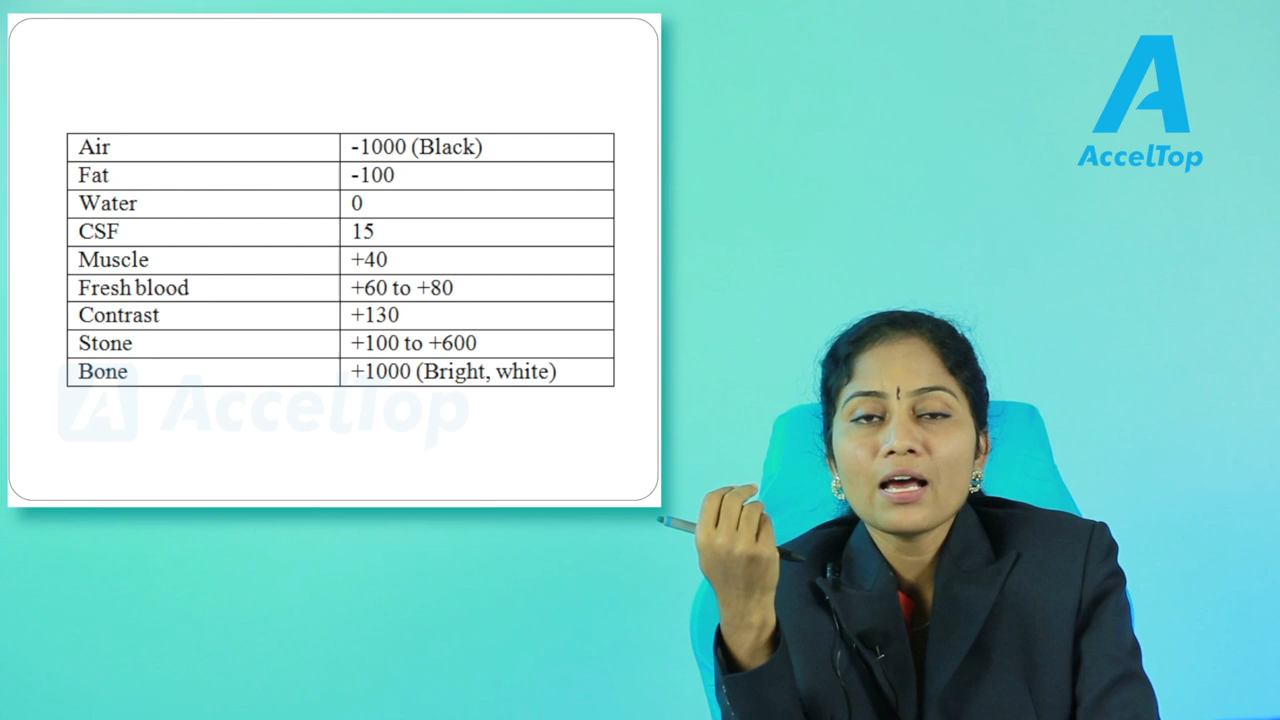 Air -1000 (Black)
Fat -100
Water 0
CSF 15
Muscle +40
Fresh blood +60 to +80
Contrast +130
Stone +100 to +600
Bone +1000 (Bright, white)
AccelTop
AccelTop